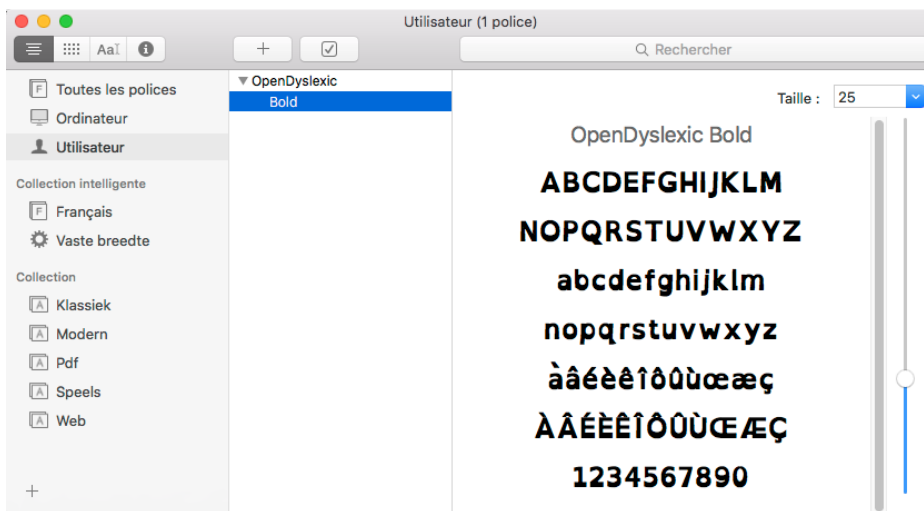 Utilisateur (1 police)
Rechercher
Toutes les polices
Ordinateur
Utilisateur
Collection intelligente
Français
Vaste breedte
Collection
Klassiek
Modern
Pdf
Speels
Web
OpenDyslexic
Bold
Taille : 25
OpenDyslexic Bold
ABCDEFGHIJKLM
NOPQRSTUVWXYZ
abcdefghijklm
nopqrstuvwxyz
àâéèêîôûùœæç
ÀÂÉÈÊÎÔÛÙŒÆÇ
1234567890